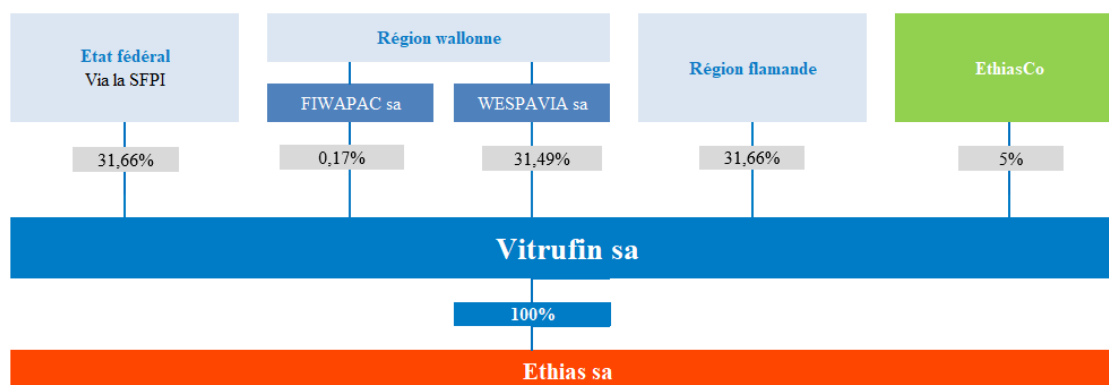 Etat fédéral
Via la SFPI
Région wallonne
FIWAPAC sa
WESPAVIA sa
Région flamande
EthiasCo
31,66%
0,17%
31,49%
31,66%
5%
Vitrufin sa
100%
Ethias sa